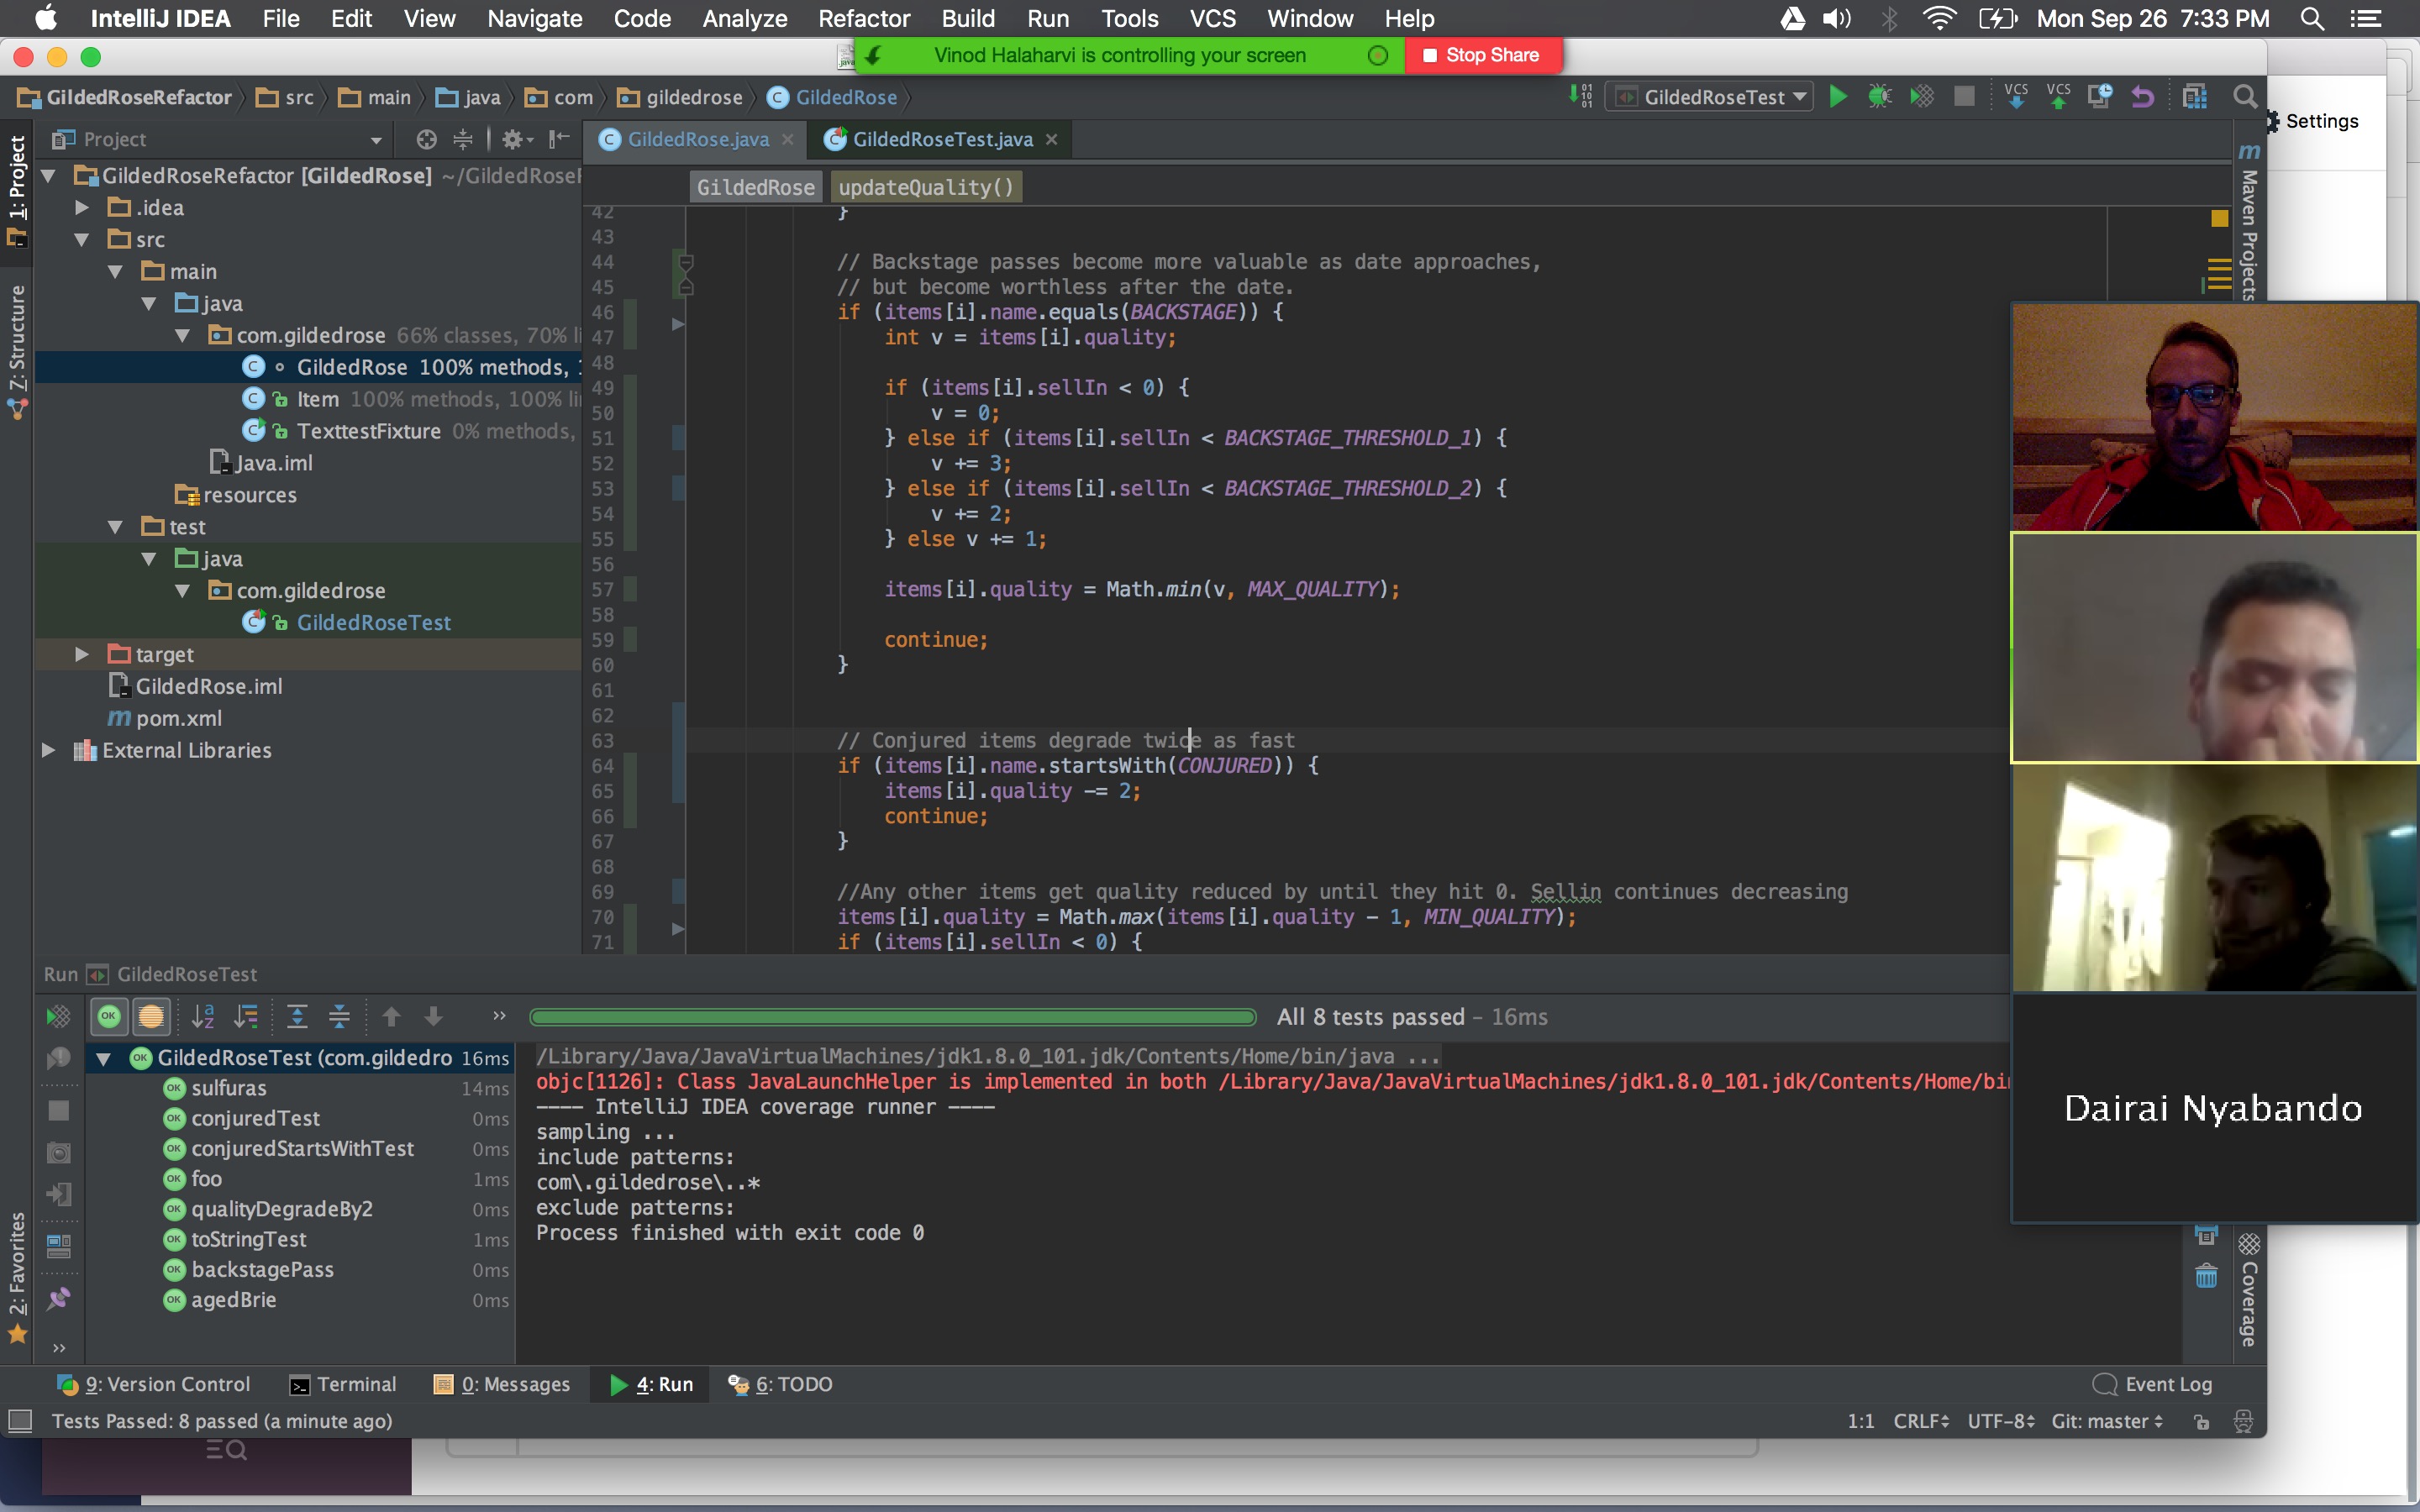 IntelliJ IDEA File Edit View Navigate Code Analyze Refactor Build Run Tools VCS Window Help Mon Sep 26 7:33 PM
Vinod Halaharvi is controlling your screen Stop Share
GildedRoseRefactor src main java com gildedrose GildedRose GildedRoseTest VCS VCS
Settings
Project GildedRose.java GildedRoseTest.java
1: Project
Z: Structure
2: Favorites
Maven Projects
Coverage
GildedRoseRefactor [GildedRose]
.idea
src
main
java
com.gildedrose 66% classes, 70%
GildedRose 100% methods,
Item 100% methods, 100%
TexttestFixture 0% methods,
Java.iml
resources
test
java
com.gildedrose
GildedRoseTest
target
GildedRose.iml
pom.xml
External Libraries
GildedRose updateQuality()
42 }
43
44 // Backstage passes become more valuable as date approaches,
45 // but become worthless after the date.
46 if (items[i].name.equals(BACKSTAGE)) {
47 int v = items[i].quality;
48
49 if (items[i].sellIn < 0) {
50 v = 0;
51 } else if (items[i].sellIn < BACKSTAGE_THRESHOLD_1) {
52 v += 3;
53 } else if (items[i].sellIn < BACKSTAGE_THRESHOLD_2) {
54 v += 2;
55 } else v += 1;
56
57 items[i].quality = Math.min(v, MAX_QUALITY);
58
59 continue;
60 }
61
62
63 // Conjured items degrade twice as fast
64 if (items[i].name.startsWith(CONJURED)) {
65 items[i].quality -= 2;
66 continue;
67 }
68
69 //Any other items get quality reduced by until they hit 0. Sellin continues decreasing
70 items[i].quality = Math.max(items[i].quality - 1, MIN_QUALITY);
71 if (items[i].sellIn < 0) {
Dairai Nyabando
Run GildedRoseTest
All 8 tests passed – 16ms
GildedRoseTest (com.gildedro 16ms
sulfuras 14ms
conjuredTest 0ms
conjuredStartsWithTest 0ms
foo 1ms
qualityDegradeBy2 0ms
toStringTest 1ms
backstagePass 0ms
agedBrie 0ms
/Library/Java/JavaVirtualMachines/jdk1.8.0_101.jdk/Contents/Home/bin/java ...
objc[1126]: Class JavaLaunchHelper is implemented in both /Library/Java/JavaVirtualMachines/jdk1.8.0_101.jdk/Contents/Home/bin
---- IntelliJ IDEA coverage runner ----
sampling ...
include patterns:
com\.gildedrose\..*
exclude patterns:
Process finished with exit code 0
9: Version Control Terminal 0: Messages 4: Run 6: TODO Event Log
Tests Passed: 8 passed (a minute ago) 1:1 CRLF UTF-8 Git: master